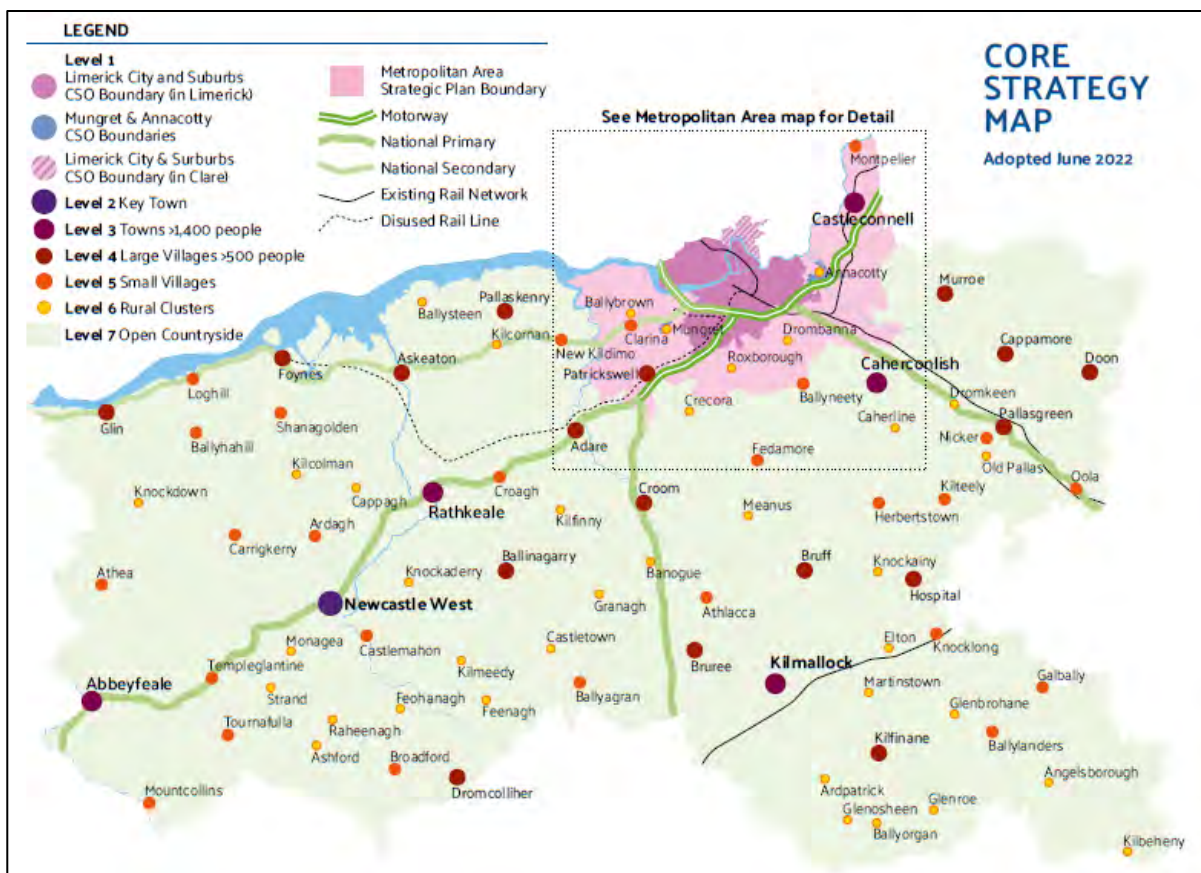 LEGEND
Level 1
Limerick City and Suburbs
CSO Boundary (in Limerick)
Mungret & Annacotty
CSO Boundaries
Limerick City & Surburbs
CSO Boundary (in Clare)
Level 2 Key Town
Level 3 Towns >1,400 people
Level 4 Large Villages >500 people
Level 5 Small Villages
Level 6 Rural Clusters
Level 7 Open Countryside
Metropolitan Area
Strategic Plan Boundary
Motorway
National Primary
National Secondary
Existing Rail Network
Disused Rail Line
See Metropolitan Area map for Detail
CORE
STRATEGY
MAP
Adopted June 2022
Montpelier
Castleconnell
Annacotty
Murroe
Ballysteen
Pallaskenry
Ballybrown
Kilcornan
Clarina
Mungret
Drombanna
Cappamore
Doon
Foynes
Askeaton
New Kildimo
Patrickswell
Roxborough
Caherconlish
Loghill
Ballyneety
Dromkeen
Glin
Shanagolden
Crecora
Caherline
Pallasgreen
Ballyhahill
Adare
Nicker
Fedamore
Old Pallas
Kilcolman
Oola
Knockdown
Cappagh
Croagh
Rathkeale
Croom
Kilteely
Kilfinny
Meanus
Herbertstown
Ardagh
Carrigkerry
Ballinagarry
Bruff
Knockainy
Athea
Knockaderry
Banogue
Hospital
Newcastle West
Granagh
Athlacca
Monagea
Castlemahon
Castletown
Elton
Knocklong
Templeglantine
Kilmeedy
Bruree
Kilmallock
Abbeyfeale
Strand
Feohanagh
Feenagh
Ballyagran
Martinstown
Galbally
Tournafulla
Raheenagh
Glenbrohane
Ashford
Broadford
Kilfinane
Ballylanders
Mountcollins
Dromcolliher
Ardpatrick
Angelsborough
Glenosheen
Glenroe
Ballyorgan
Kilbeheny